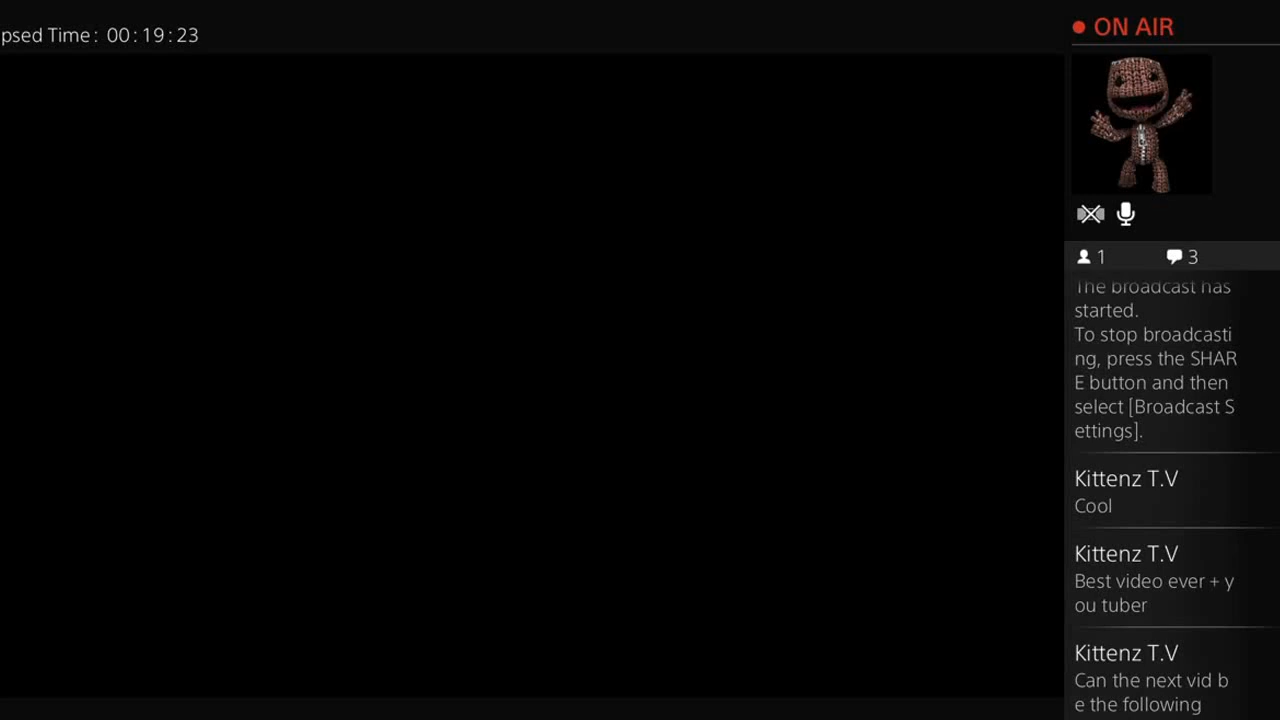 psed Time: 00:19:23
ON AIR
1
3
The broadcast has
started.
To stop broadcasti
ng, press the SHAR
E button and then
select [Broadcast S
ettings].
Kittenz T.V
Cool
Kittenz T.V
Best video ever + y
ou tuber
Kittenz T.V
Can the next vid b
e the following